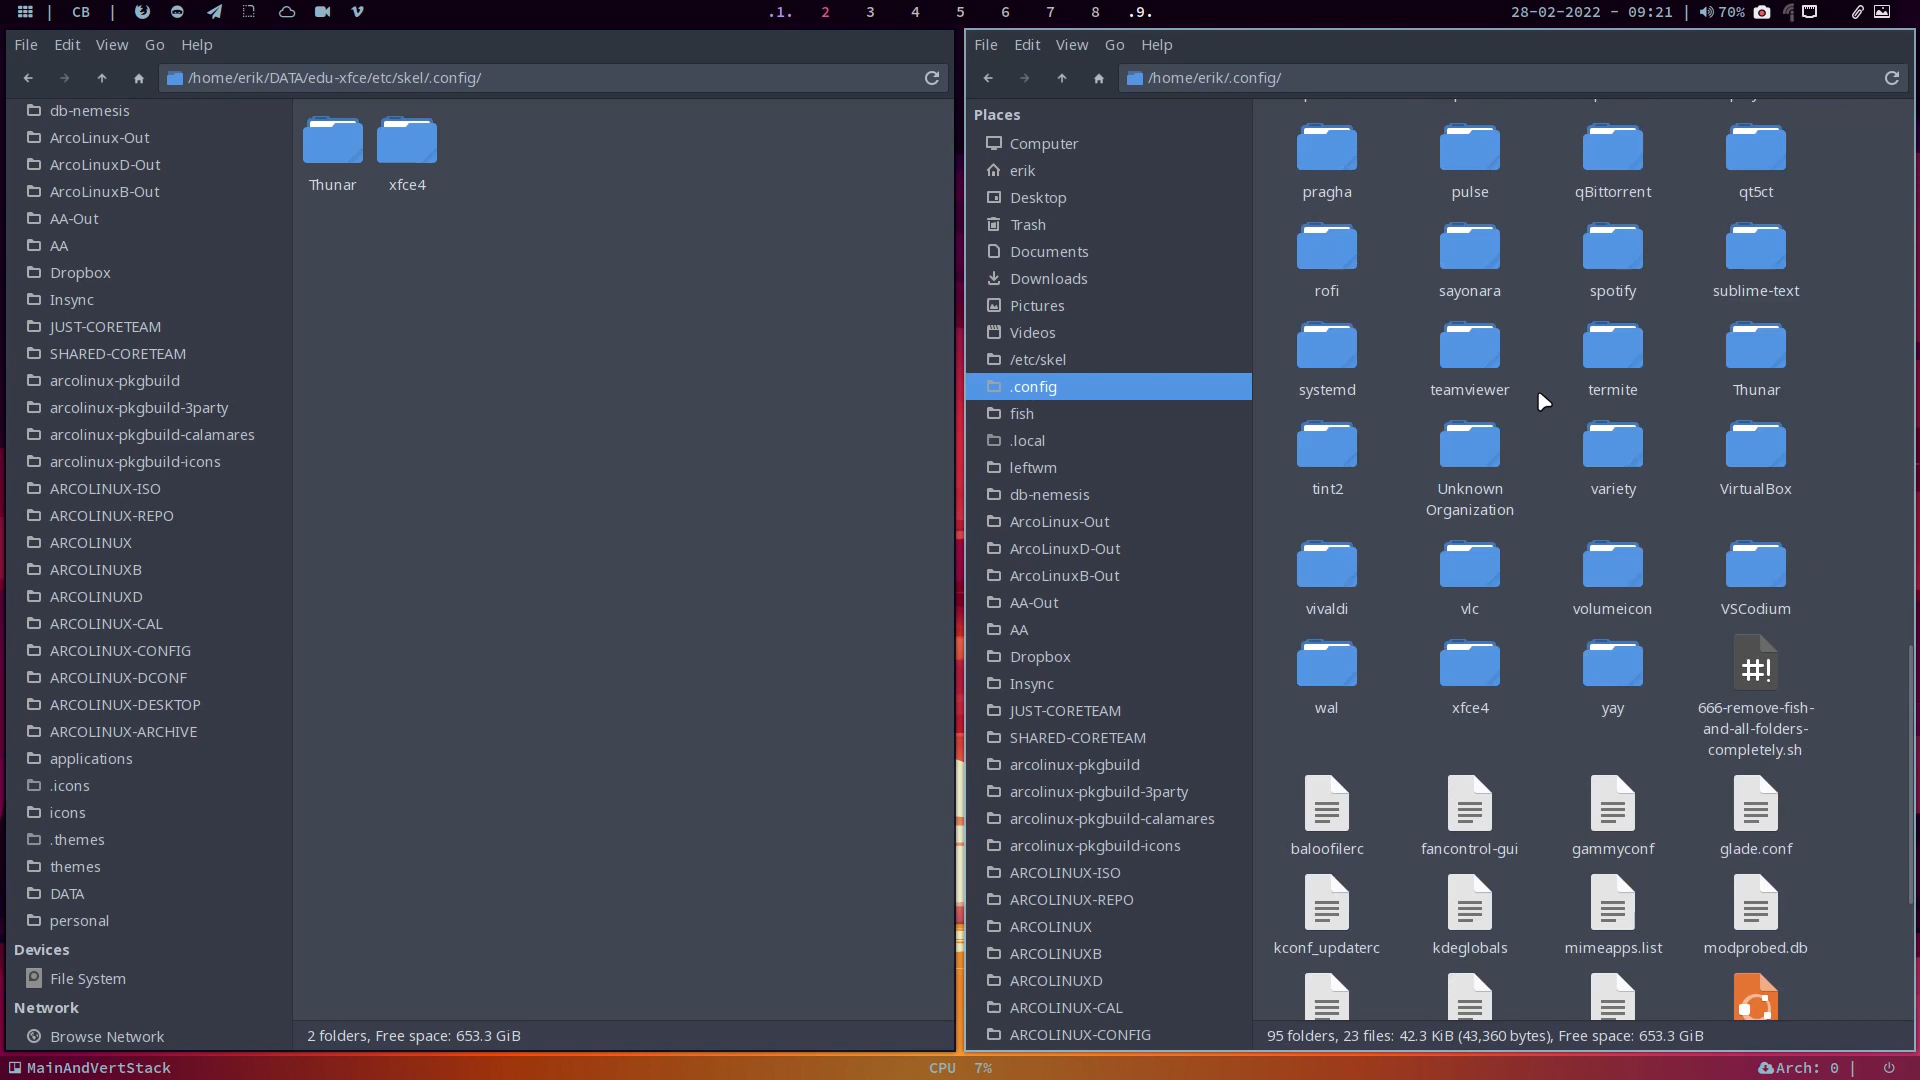 CB
.1. 2 3 4 5 6 7 8 .9.
28-02-2022 - 09:21 | 70%
File Edit View Go Help
/home/erik/DATA/edu-xfce/etc/skel/.config/
db-nemesis
ArcoLinux-Out
ArcoLinuxD-Out
ArcoLinuxB-Out
AA-Out
AA
Dropbox
Insync
JUST-CORETEAM
SHARED-CORETEAM
arcolinux-pkgbuild
arcolinux-pkgbuild-3party
arcolinux-pkgbuild-calamares
arcolinux-pkgbuild-icons
ARCOLINUX-ISO
ARCOLINUX-REPO
ARCOLINUX
ARCOLINUXB
ARCOLINUXD
ARCOLINUX-CAL
ARCOLINUX-CONFIG
ARCOLINUX-DCONF
ARCOLINUX-DESKTOP
ARCOLINUX-ARCHIVE
applications
.icons
icons
.themes
themes
DATA
personal
Devices
File System
Network
Browse Network
Thunar xfce4
2 folders, Free space: 653.3 GiB
File Edit View Go Help
/home/erik/.config/
Places
Computer
erik
Desktop
Trash
Documents
Downloads
Pictures
Videos
/etc/skel
.config
fish
.local
leftwm
db-nemesis
ArcoLinux-Out
ArcoLinuxD-Out
ArcoLinuxB-Out
AA-Out
AA
Dropbox
Insync
JUST-CORETEAM
SHARED-CORETEAM
arcolinux-pkgbuild
arcolinux-pkgbuild-3party
arcolinux-pkgbuild-calamares
arcolinux-pkgbuild-icons
ARCOLINUX-ISO
ARCOLINUX-REPO
ARCOLINUX
ARCOLINUXB
ARCOLINUXD
ARCOLINUX-CAL
ARCOLINUX-CONFIG
pragha pulse qBittorrent qt5ct
rofi sayonara spotify sublime-text
systemd teamviewer termite Thunar
tint2 Unknown variety VirtualBox
Organization
vivaldi vlc volumeicon VSCodium
#!
wal xfce4 yay 666-remove-fish-
and-all-folders-
completely.sh
baloofilerc fancontrol-gui gammyconf glade.conf
kconf_updaterc kdeglobals mimeapps.list modprobed.db
95 folders, 23 files: 42.3 KiB (43,360 bytes), Free space: 653.3 GiB
MainAndVertStack
CPU 7%
Arch: 0 |